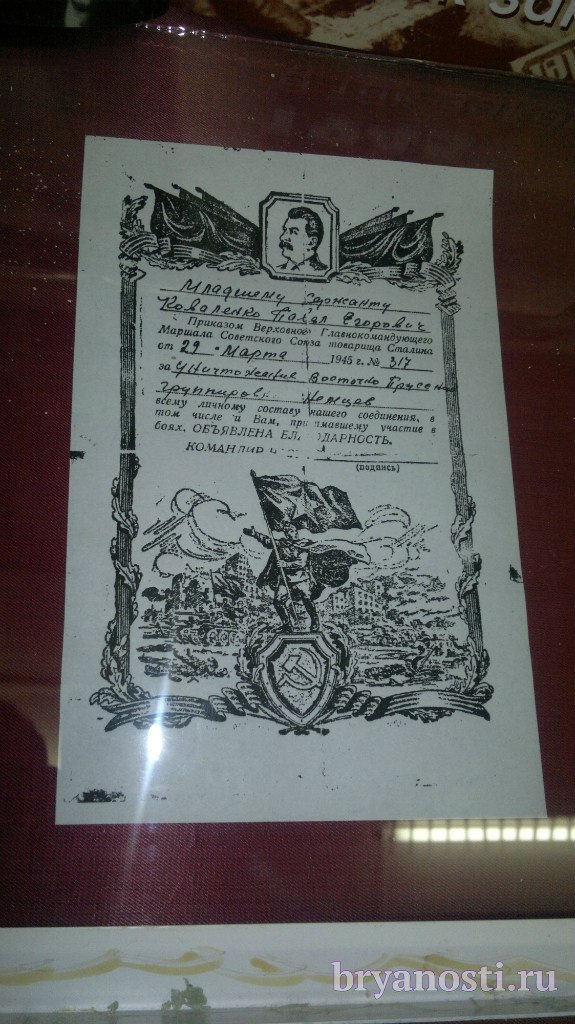 Младшему сержанту
Коваленко Павел Егорович
Приказом Верховного Главнокомандующего
Маршала Советского Союза товарища Сталина
от 29 Марта 1945 г. № 317
за уничтожение Восточно Прусской
группировки Немцев
всему личному составу нашего соединения, в
том числе и Вам, принимавшему участие в
боях, ОБЪЯВЛЕНА БЛАГОДАРНОСТЬ.
КОМАНДИР
(подпись)
bryanosti.ru